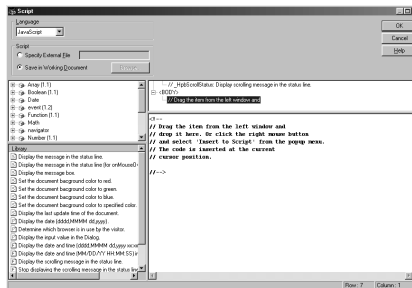 Script
Language
JavaScript
Script
Specify External File
Save in Working Document
Browse...
OK
Cancel
Help
Array (1.1)
Boolean (1.1)
Date
event (1.2)
Function (1.1)
Math
navigator
Number (1.1)
Library
Display the message in the status line.
Display the message in the status line (for onMouseO
Display the message box.
Set the document background color to red.
Set the document background color to green.
Set the document background color to blue.
Set the document background color to specified color.
Display the last update time of the document.
Display the date (dddd,MMMM dd,yyyy).
Determine which browser is in use by the visitor.
Display the input value in the Dialog.
Display the date and time (dddd,MMMM dd,yyyy
Display the date and time (MM/DD/YY HH:MM:SS)
Display the scrolling message in the status line.
Stop displaying the scrolling message in the status line
// _HpbScrollStatus: Display scrolling message in the status line.
<BODY>
// Drag the item from the left window and
<!--
// Drag the item from the left window and
// drop it here. Or click the right mouse button
// and select 'Insert to Script' from the popup menu.
// The code is inserted at the current
// cursor position.
//-->
Row : 7 Column : 1